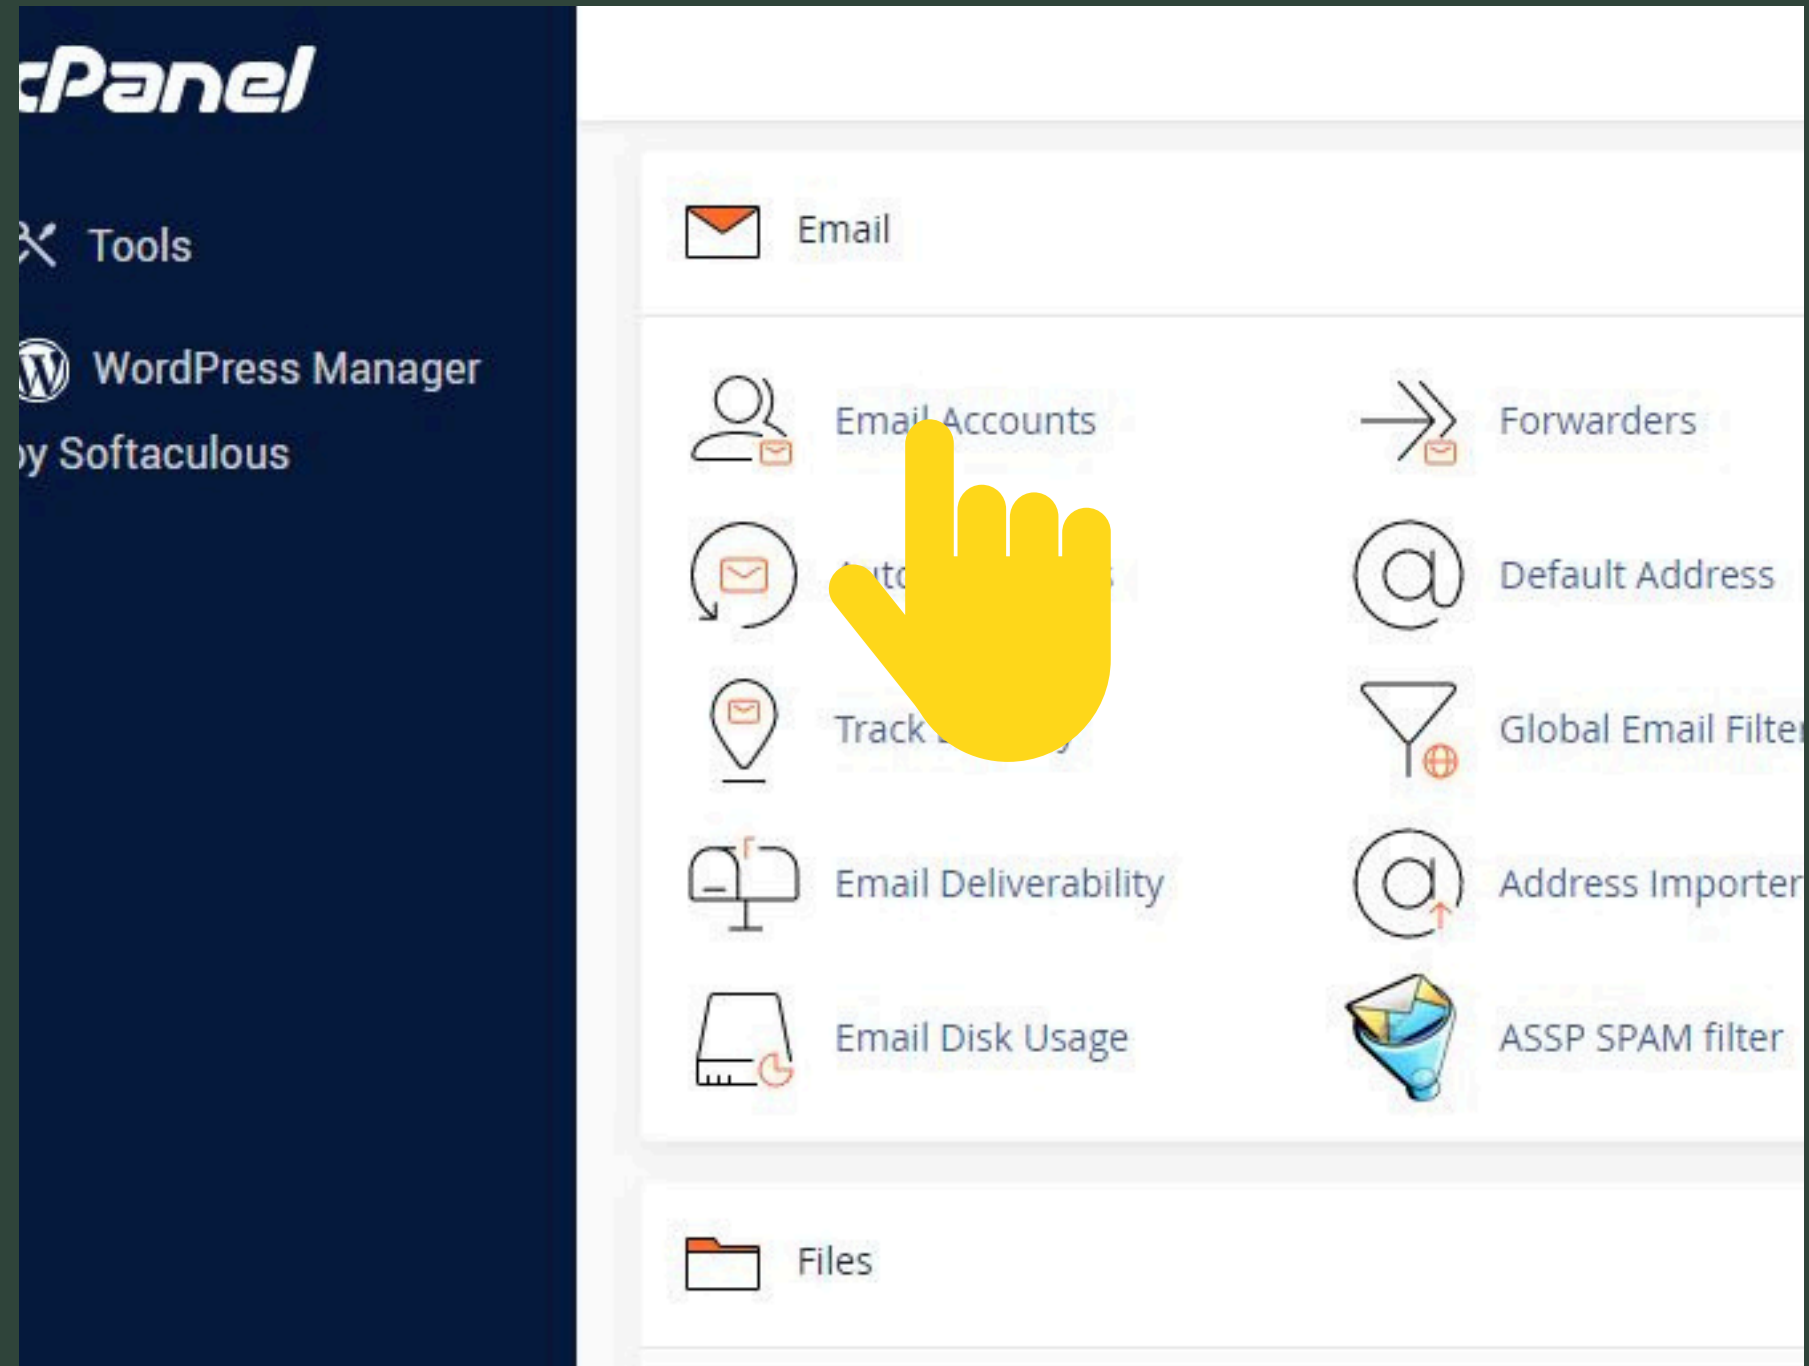 cPanel
Tools
WordPress Manager
by Softaculous
Email
Email Accounts
Forwarders
Default Address
Track
Global Email Filter
Email Deliverability
Address Importer
Email Disk Usage
ASSP SPAM filter
Files